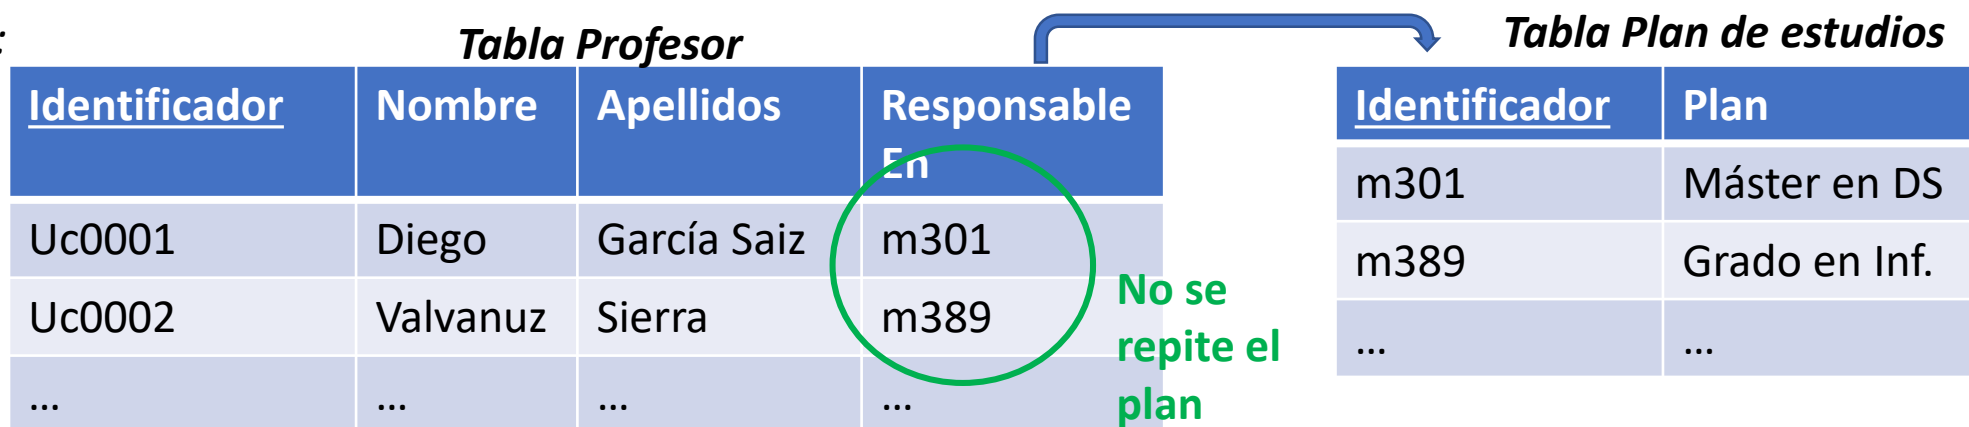 Tabla Profesor
Tabla Plan de estudios
Identificador Nombre Apellidos Responsable
En
Uc0001 Diego García Saiz m301
Uc0002 Valvanuz Sierra m389
... ... ... ...
No se
repite el
plan
Identificador Plan
m301 Máster en DS
m389 Grado en Inf.
... ...